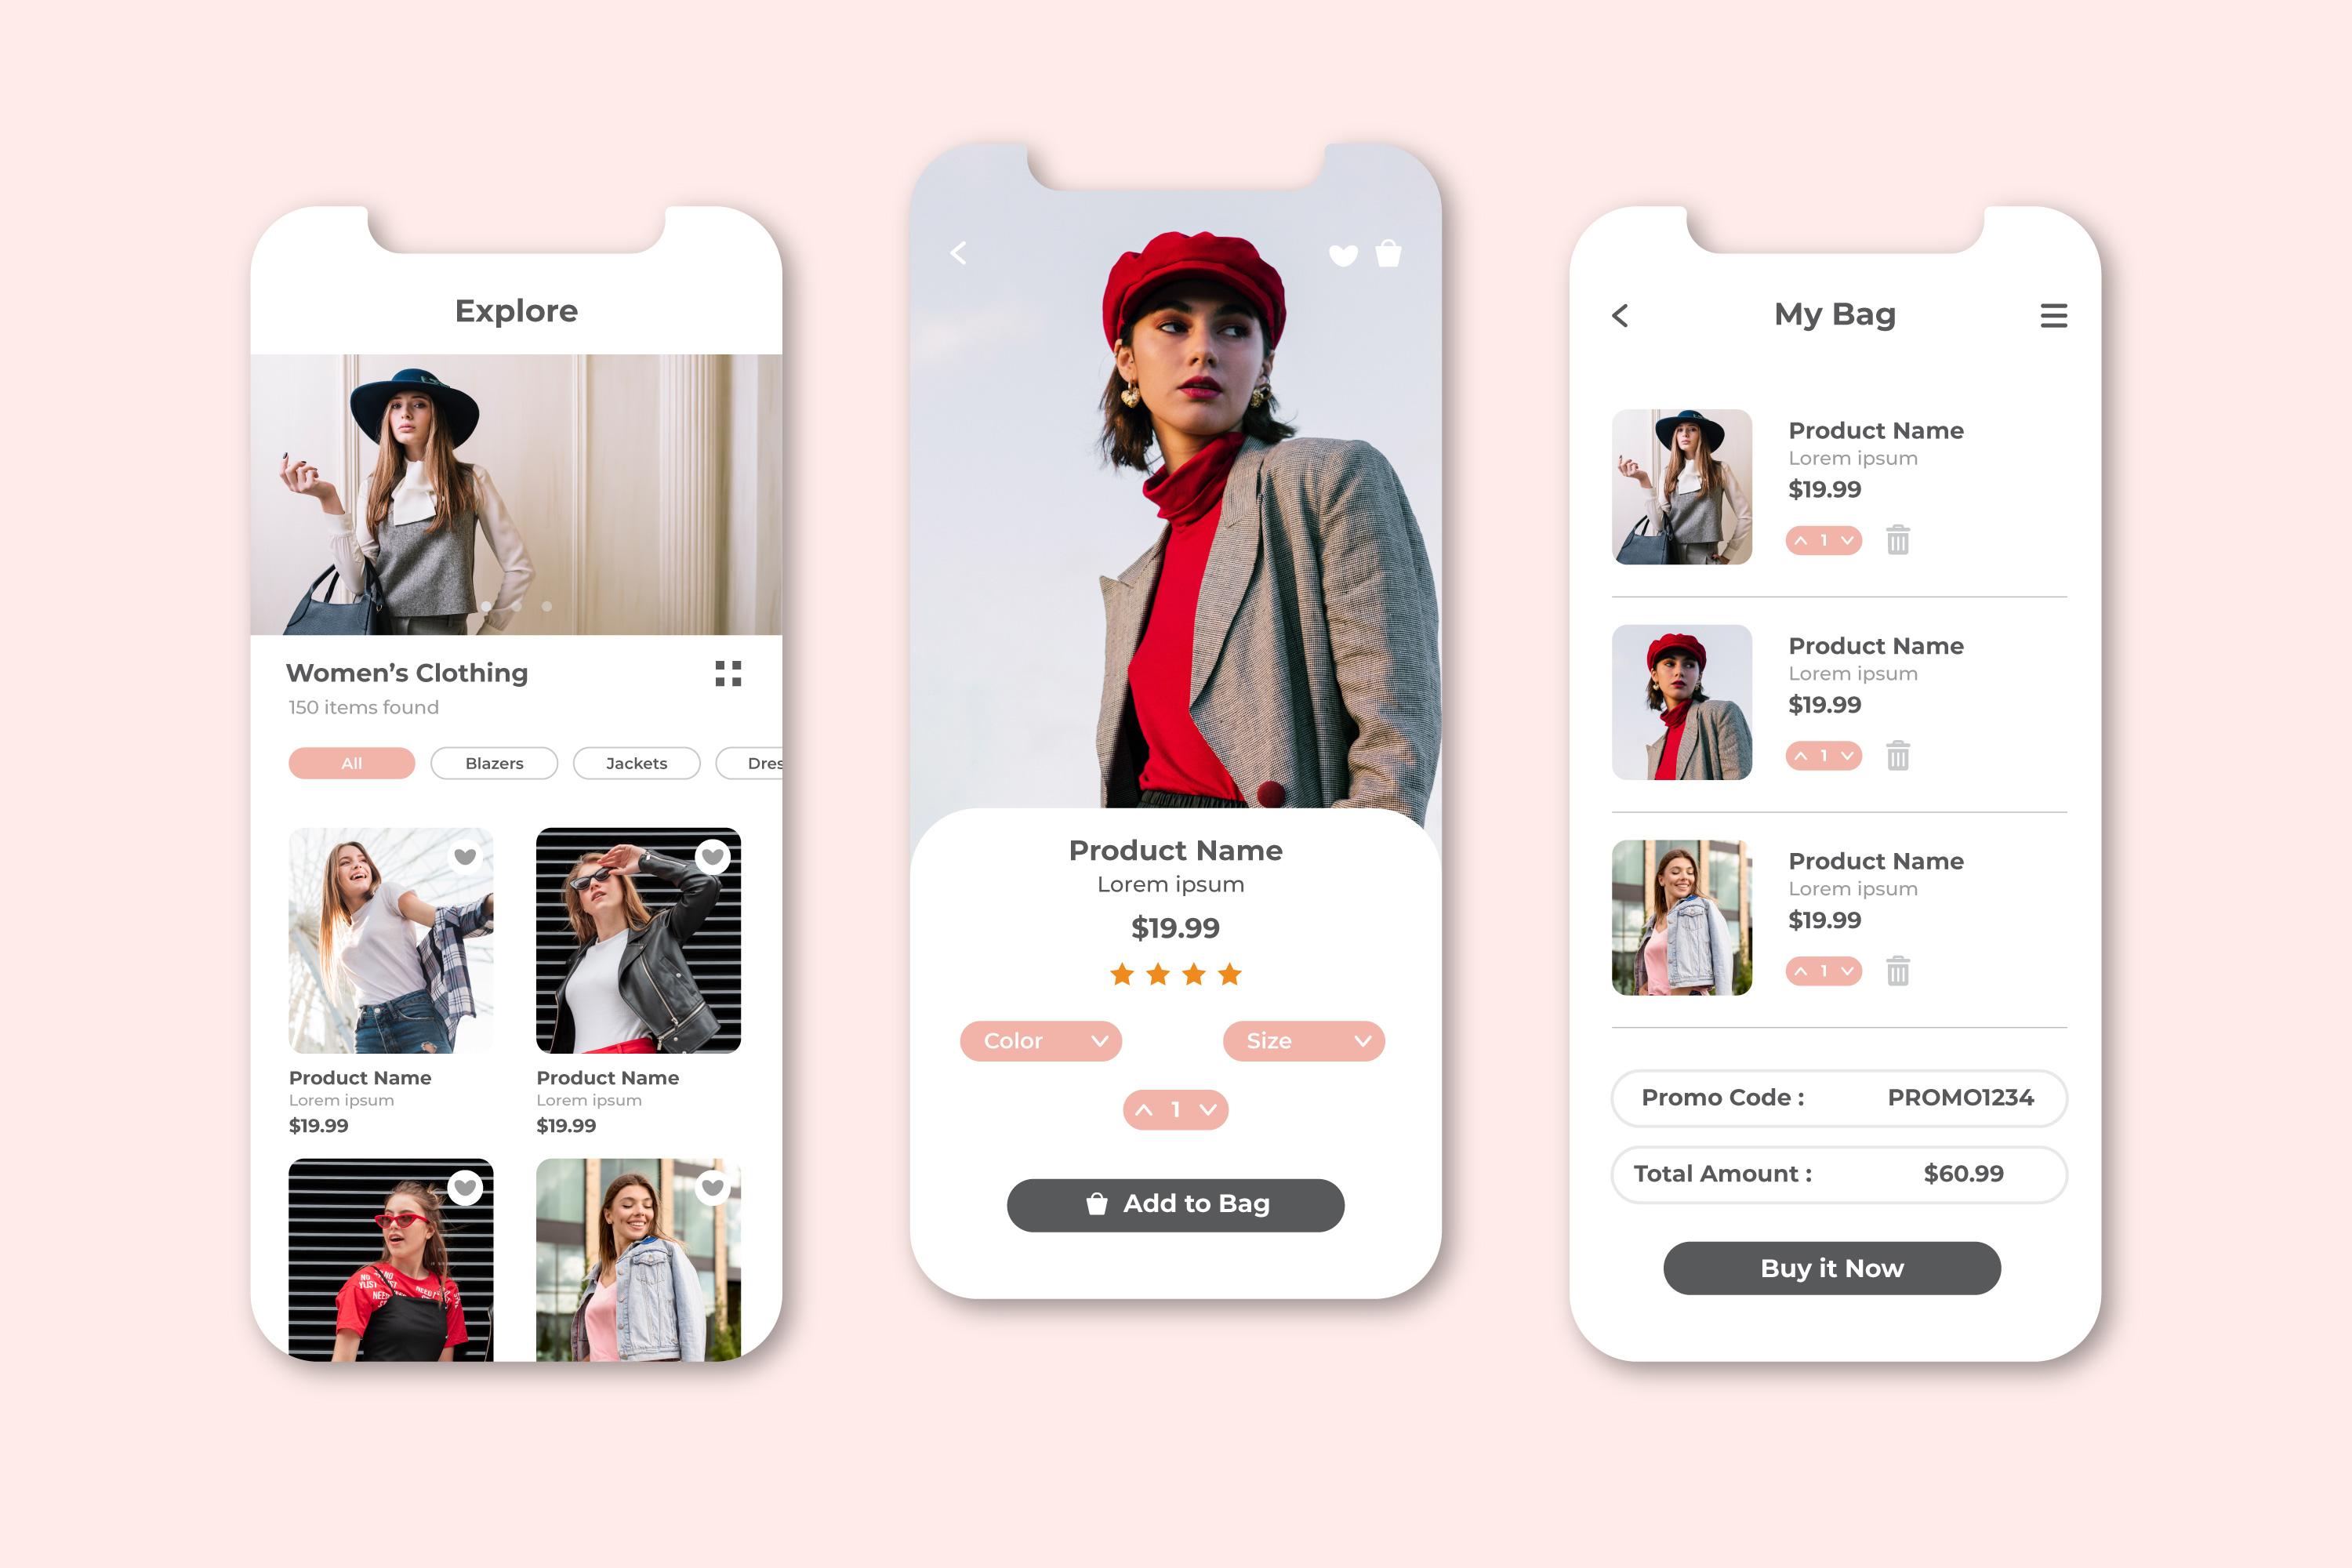 Explore
Women’s Clothing
150 items found
All Blazers Jackets Dres
Product Name Product Name
Lorem ipsum Lorem ipsum
$19.99 $19.99
Product Name
Lorem ipsum
$19.99
Color Size
1
Add to Bag
My Bag
Product Name
Lorem ipsum
$19.99
1
Product Name
Lorem ipsum
$19.99
1
Product Name
Lorem ipsum
$19.99
1
Promo Code : PROMO1234
Total Amount : $60.99
Buy it Now